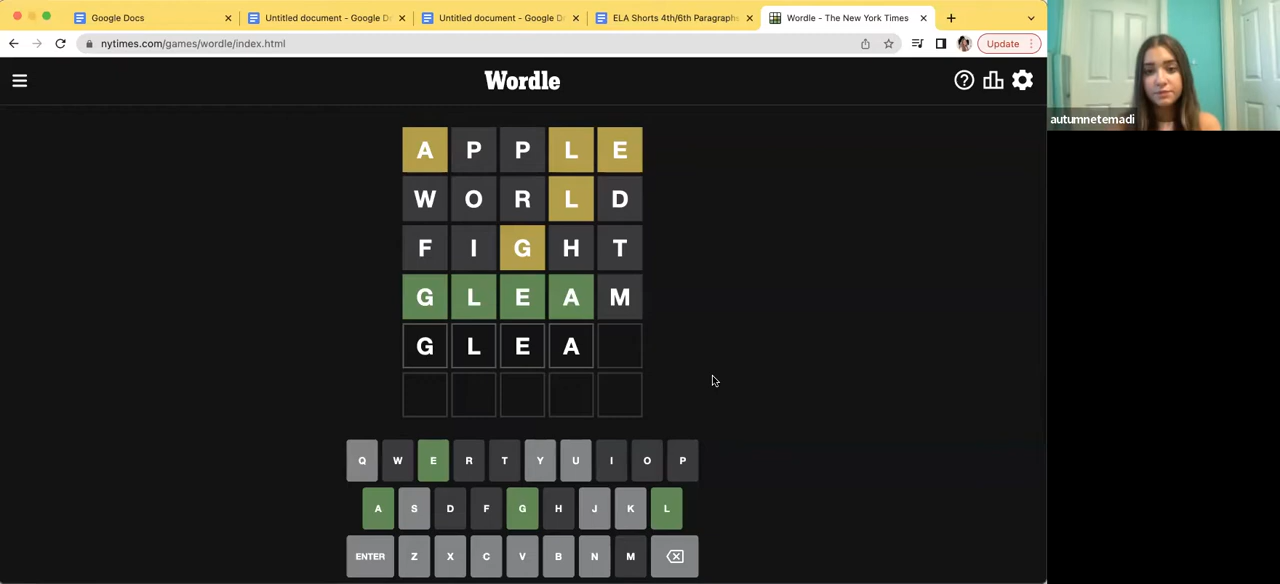 Google Docs
Untitled document - Google D
Untitled document - Google D
ELA Shorts 4th/6th Paragraphs
Wordle - The New York Times
nytimes.com/games/wordle/index.html
Update
Wordle
autumnetemadi
A P P L E
W O R L D
F I G H T
G L E A M
G L E A
Q W E R T Y U I O P
A S D F G H J K L
ENTER Z X C V B N M